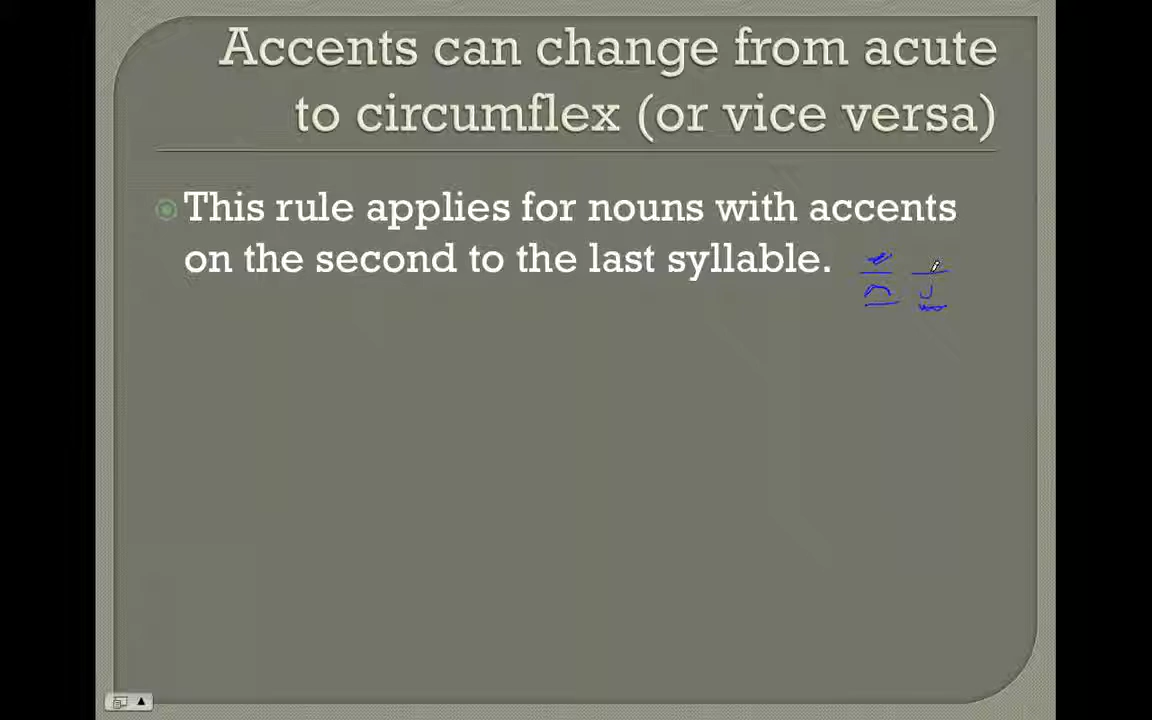 Accents can change from acute
to circumflex (or vice versa)
This rule applies for nouns with accents
on the second to the last syllable.